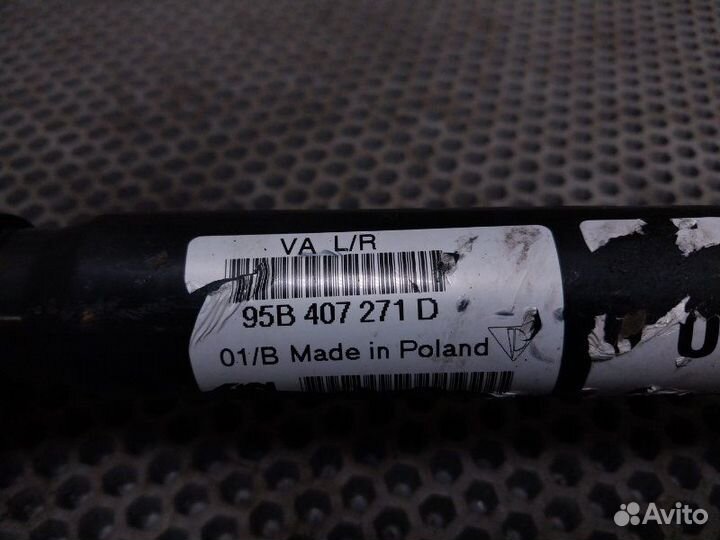 VA L/R
95B 407 271 D
01/B Made in Poland
Avito